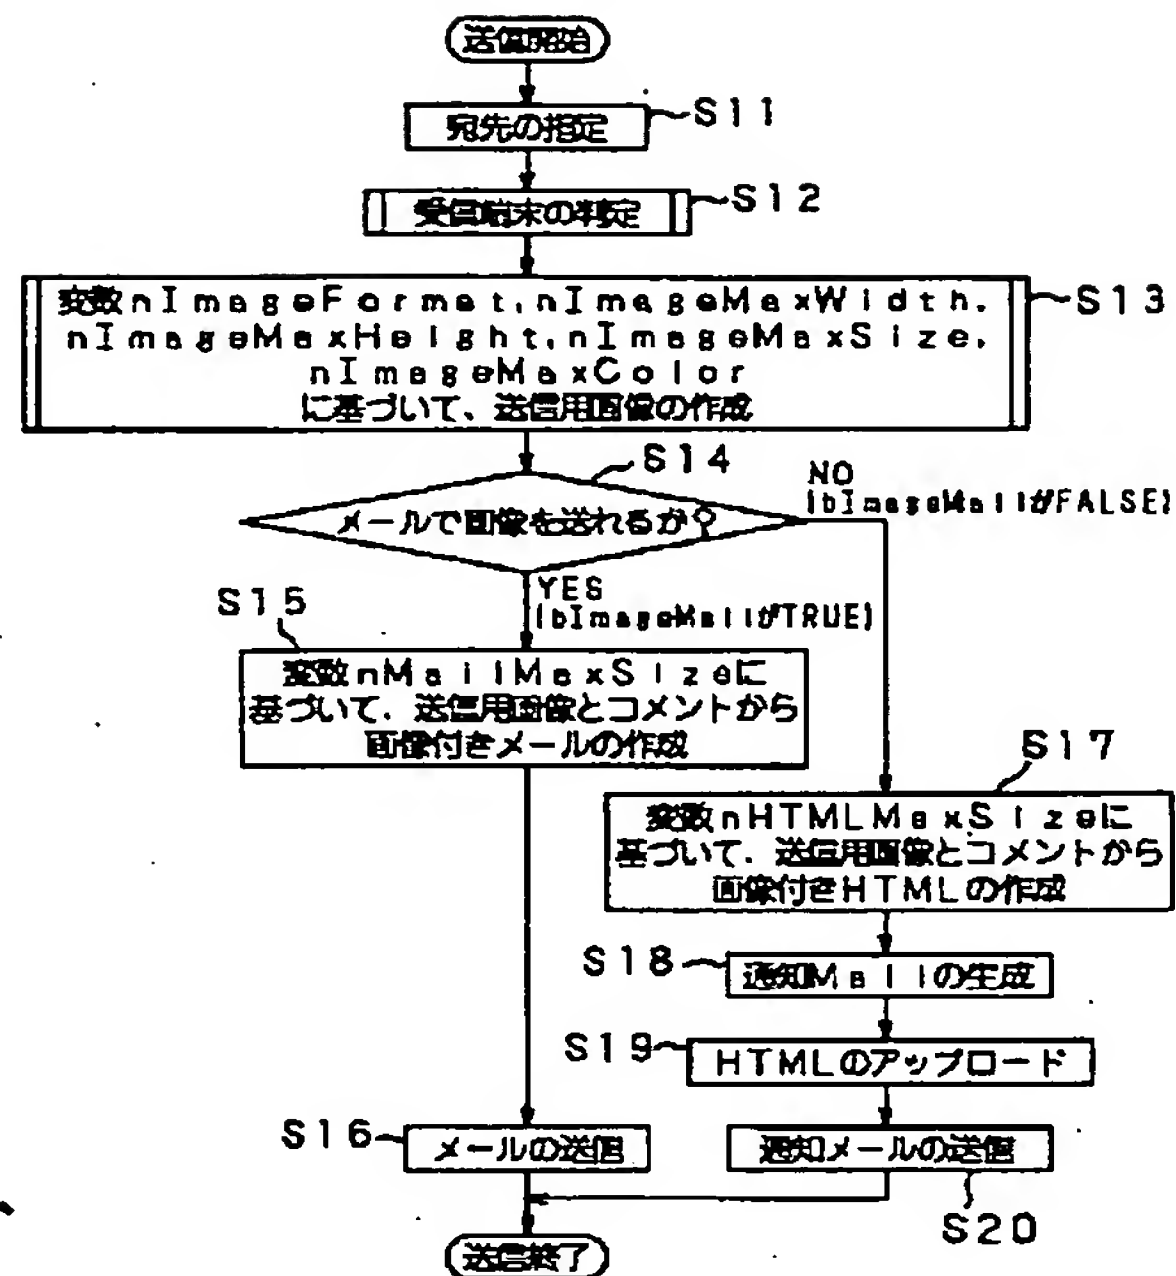 送信開始
宛先の指定
S11
受信端末の判定
S12
変数nImageFormat,nImageMaxWidth,
nImageMaxHeight,nImageMaxSize,
nImageMaxColor
に基づいて、送信用画像の作成
S13
S14
メールで画像を送れるか?
NO
(bImageMailがFALSE)
YES
(bImageMailがTRUE)
S15
変数nMailMaxSizeに
基づいて、送信用画像とコメントから
画像付きメールの作成
S17
変数nHTMLMaxSizeに
基づいて、送信用画像とコメントから
画像付きHTMLの作成
S18
通知Mailの生成
S19
HTMLのアップロード
S16
メールの送信
通知メールの送信
S20
送信終了